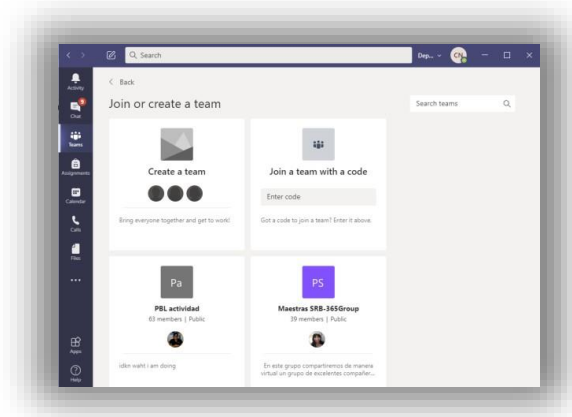 Search
Dep...
CN
Activity
Chat
Teams
Assignments
Calendar
Calls
Files
...
Apps
Help
Back
Join or create a team
Search teams
Create a team
Bring everyone together and get to work!
Join a team with a code
Enter code
Got a code to join a team? Enter it above.
Pa
PBL actividad
63 members | Public
idkn waht i am doing
PS
Maestras SRB-365Group
39 members | Public
En este grupo compartiremos de manera
virtual un grupo de excelentes compañer...